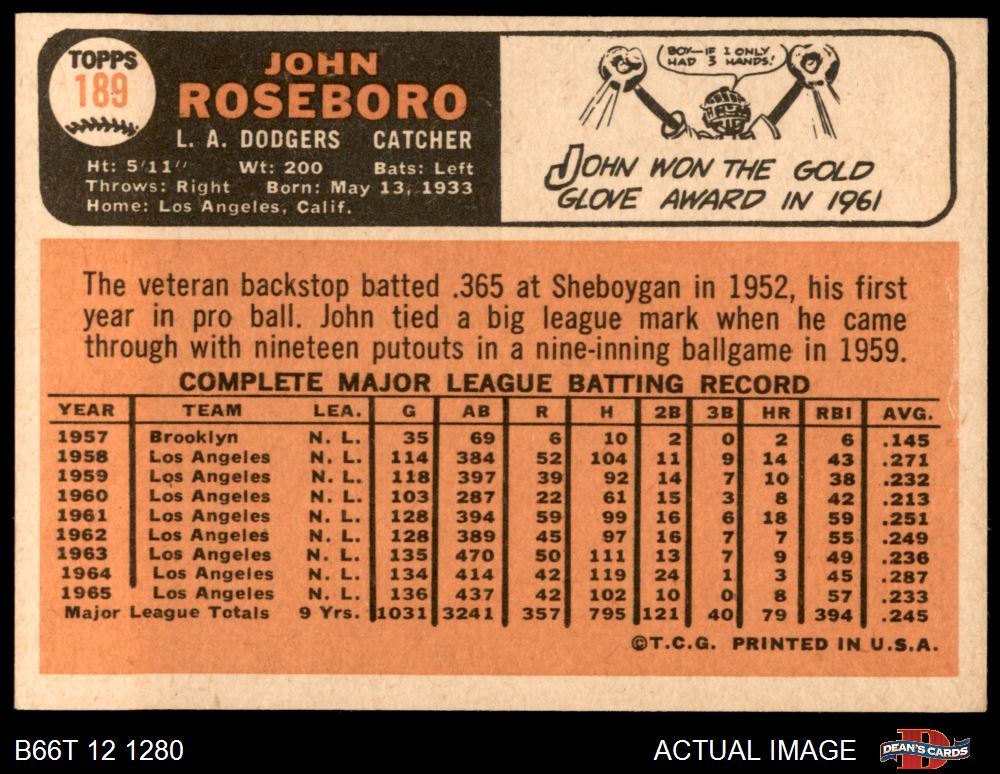 TOPPS
189
JOHN
ROSEBORO
L. A. DODGERS CATCHER
Ht: 5'11" Wt: 200 Bats: Left
Throws: Right Born: May 13, 1933
Home: Los Angeles, Calif.
BOY-IF I ONLY
HAD 3 HANDS!
JOHN WON THE GOLD
GLOVE AWARD IN 1961
The veteran backstop batted .365 at Sheboygan in 1952, his first
year in pro ball. John tied a big league mark when he came
through with nineteen putouts in a nine-inning ballgame in 1959.
COMPLETE MAJOR LEAGUE BATTING RECORD
YEAR TEAM LEA. G AB R H 2B 3B HR RBI AVG.
1957 Brooklyn N. L. 35 69 6 10 2 0 2 6 .145
1958 Los Angeles N. L. 114 384 52 104 11 9 14 43 .271
1959 Los Angeles N. L. 118 397 39 92 14 7 10 38 .232
1960 Los Angeles N. L. 103 287 22 61 15 3 8 42 .213
1961 Los Angeles N. L. 128 394 59 99 16 6 18 59 .251
1962 Los Angeles N. L. 128 389 45 97 16 7 7 55 .249
1963 Los Angeles N. L. 135 470 50 111 13 7 9 49 .236
1964 Los Angeles N. L. 134 414 42 119 24 1 3 45 .287
1965 Los Angeles N. L. 136 437 42 102 10 0 8 57 .233
Major League Totals 9 Yrs. 1031 3241 357 795 121 40 79 394 .245
©T.C.G. PRINTED IN U.S.A.
B66T 12 1280
ACTUAL IMAGE
DEAN'S CARDS